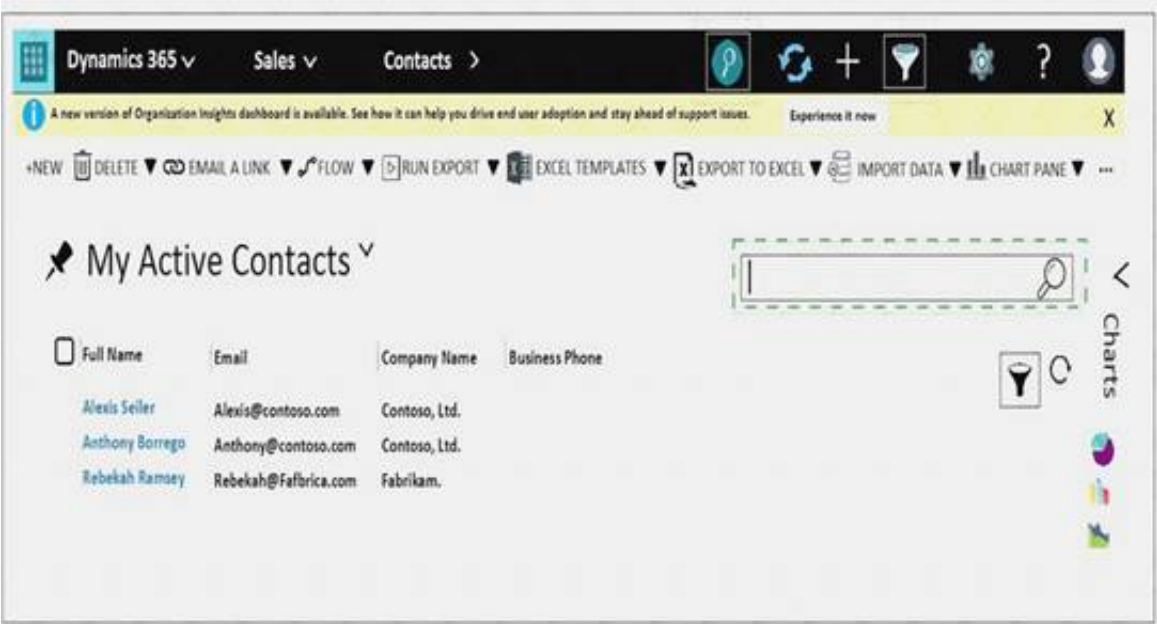 Dynamics 365 Sales Contacts >
A new version of Organization Insights dashboard is available. See how it can help you drive end user adoption and stay ahead of support issues. Experience it now X
+NEW DELETE EMAIL A LINK FLOW RUN EXPORT EXCEL TEMPLATES EXPORT TO EXCEL IMPORT DATA CHART PANE ...
My Active Contacts
Full Name Email Company Name Business Phone
Alexis Seiler Alexis@contoso.com Contoso, Ltd.
Anthony Borrego Anthony@contoso.com Contoso, Ltd.
Rebekah Ramsey Rebekah@Fafbrica.com Fabrikam.
Charts